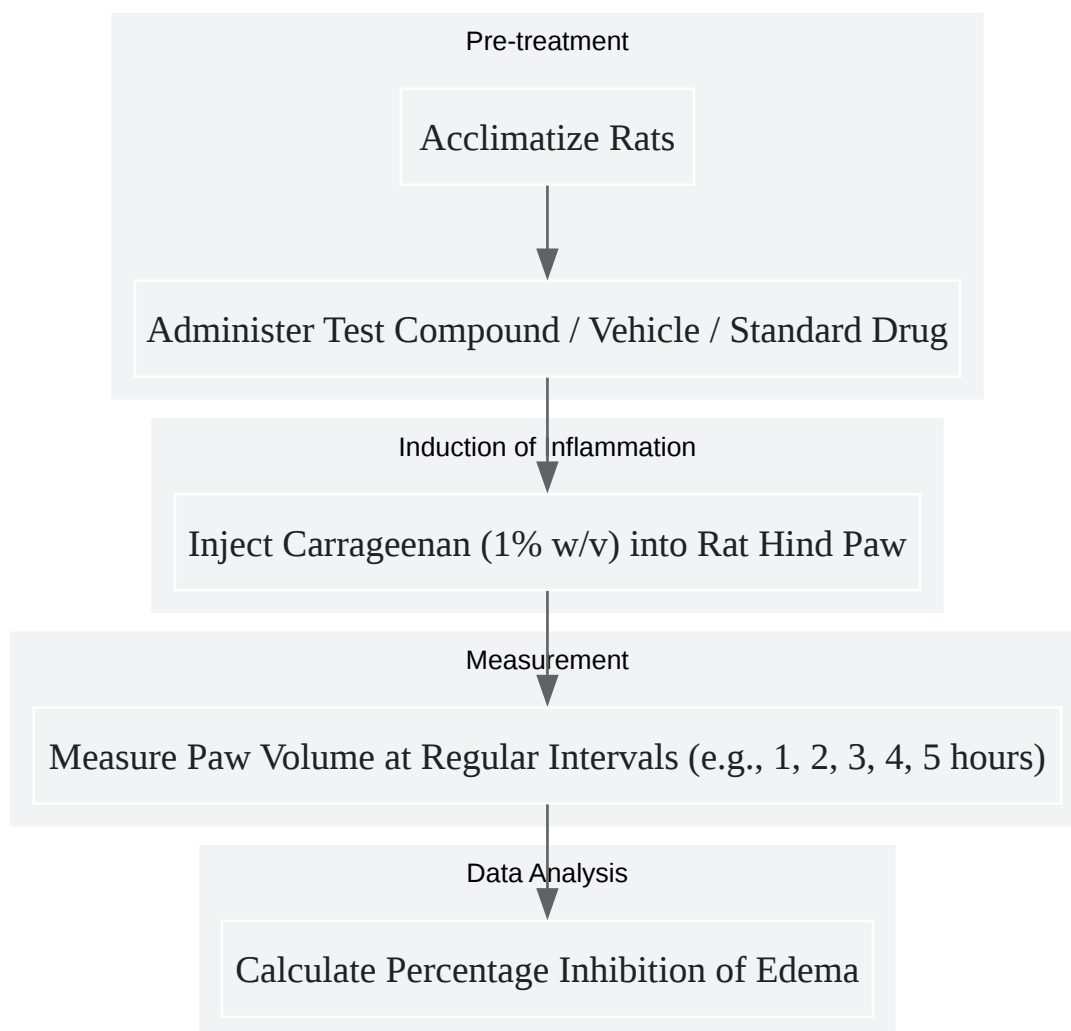 Pre-treatment
Acclimatize Rats
Administer Test Compound / Vehicle / Standard Drug
Induction of Inflammation
Inject Carrageenan (1% w/v) into Rat Hind Paw
Measurement
Measure Paw Volume at Regular Intervals (e.g., 1, 2, 3, 4, 5 hours)
Data Analysis
Calculate Percentage Inhibition of Edema